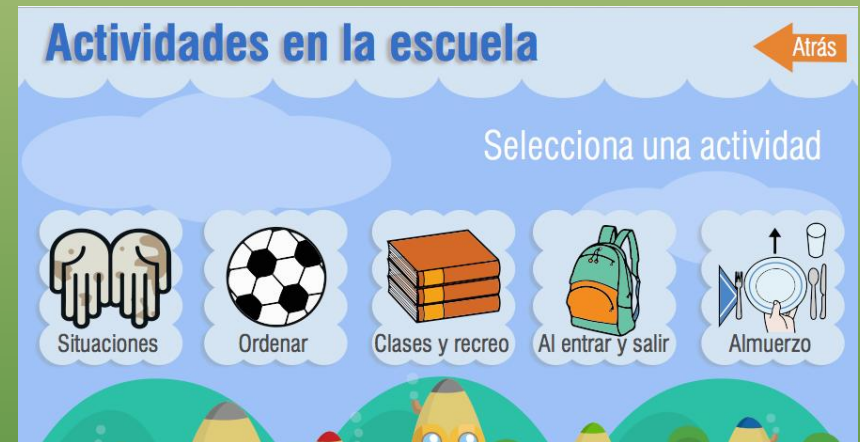 Actividades en la escuela
Atrás
Selecciona una actividad
Situaciones
Ordenar
Clases y recreo
Al entrar y salir
Almuerzo